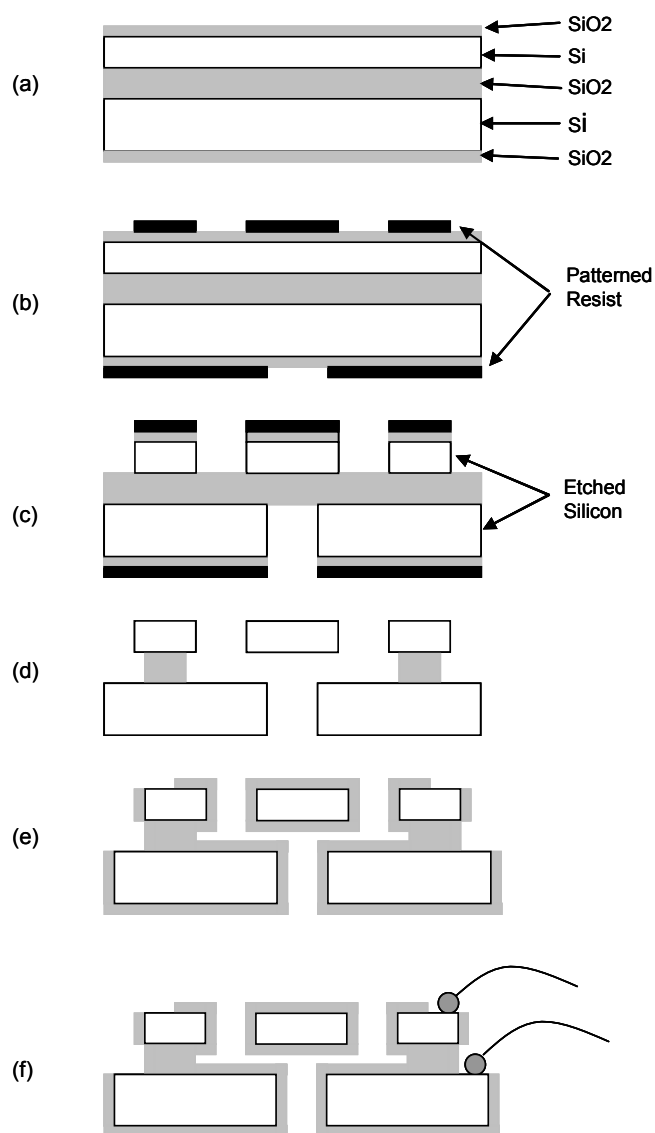 SiO2
Si
(a)
SiO2
Si
SiO2
(b)
Patterned
Resist
(c)
Etched
Silicon
(d)
(e)
(f)